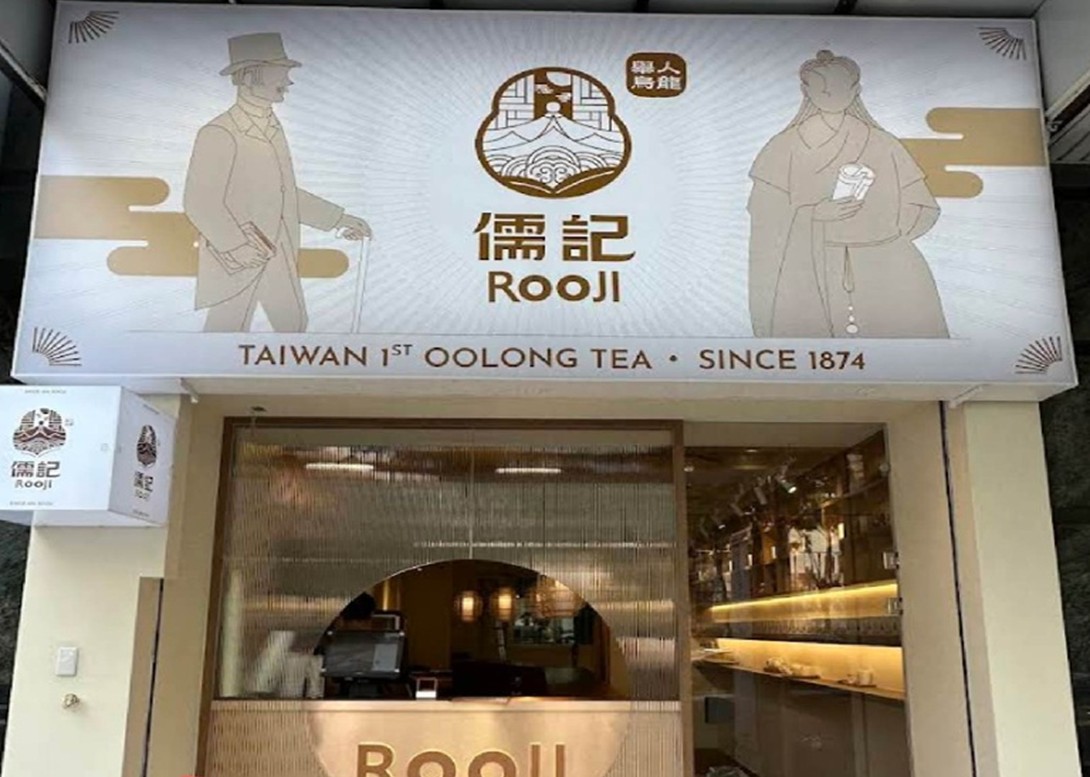 舉人
烏龍
儒記
RooJI
TAIWAN 1ST OOLONG TEA • SINCE 1874
儒記
RooJI
儒記
RooJI
RooJI